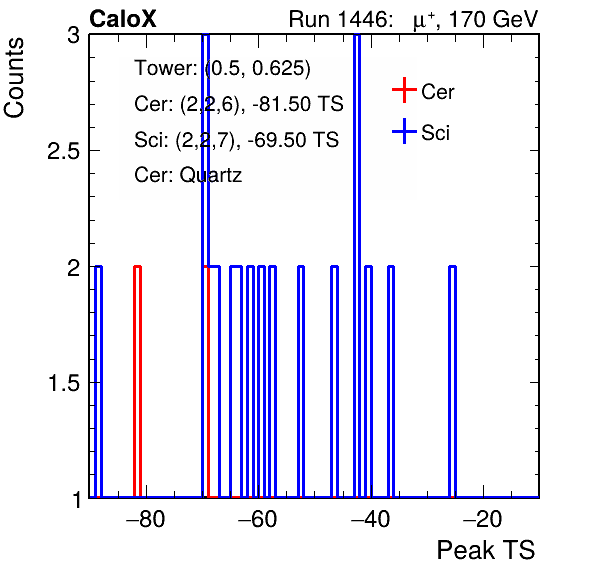 CaloX Run 1446: μ⁺, 170 GeV
Counts
3
2.5
2
1.5
1
Tower: (0.5, 0.625)
Cer: (2,2,6), -81.50 TS
Sci: (2,2,7), -69.50 TS
Cer: Quartz
Cer
Sci
−80 −60 −40 −20
Peak TS